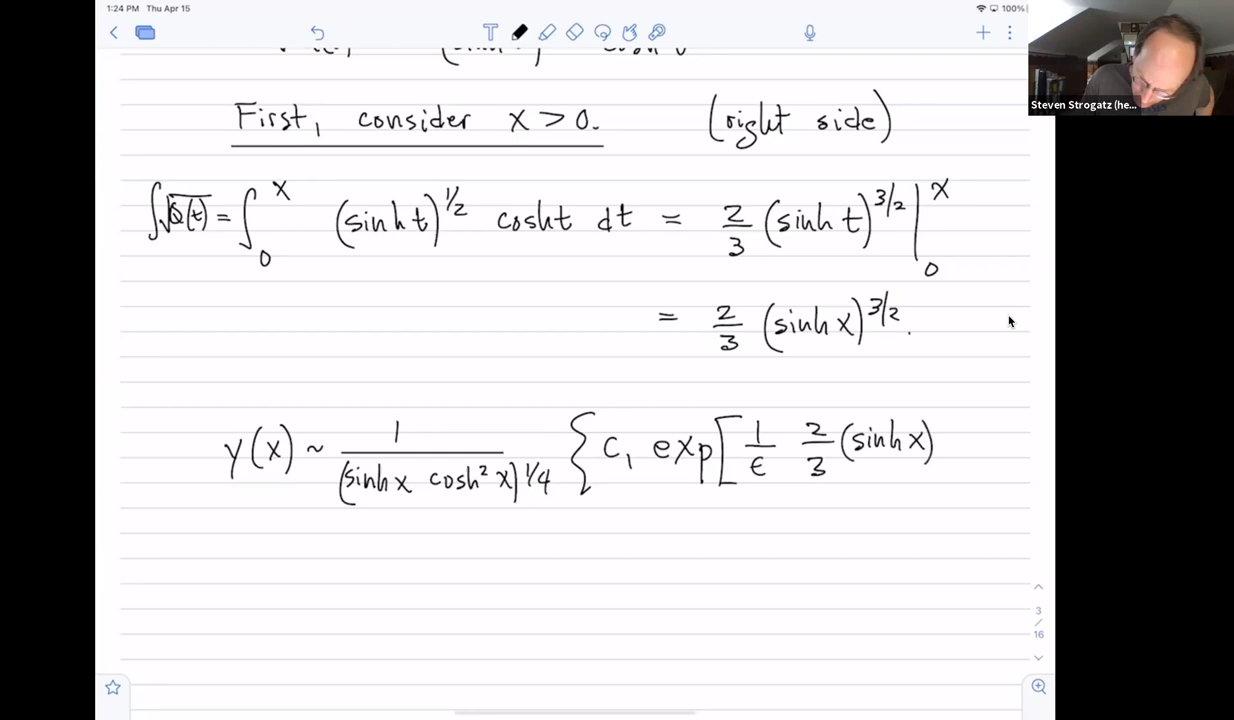 1:24 PM Thu Apr 15
100%
Steven Strogatz (he...
First, consider x > 0. (right side)
∫√Q(t) = ∫₀ˣ (sinh t)^1/2 cosh t dt = 2/3 (sinh t)^3/2 |₀ˣ
= 2/3 (sinh x)^3/2.
y(x) ~ 1/(sinh x cosh² x)^1/4 { c₁ exp[ 1/ε 2/3 (sinh x)
3 / 16